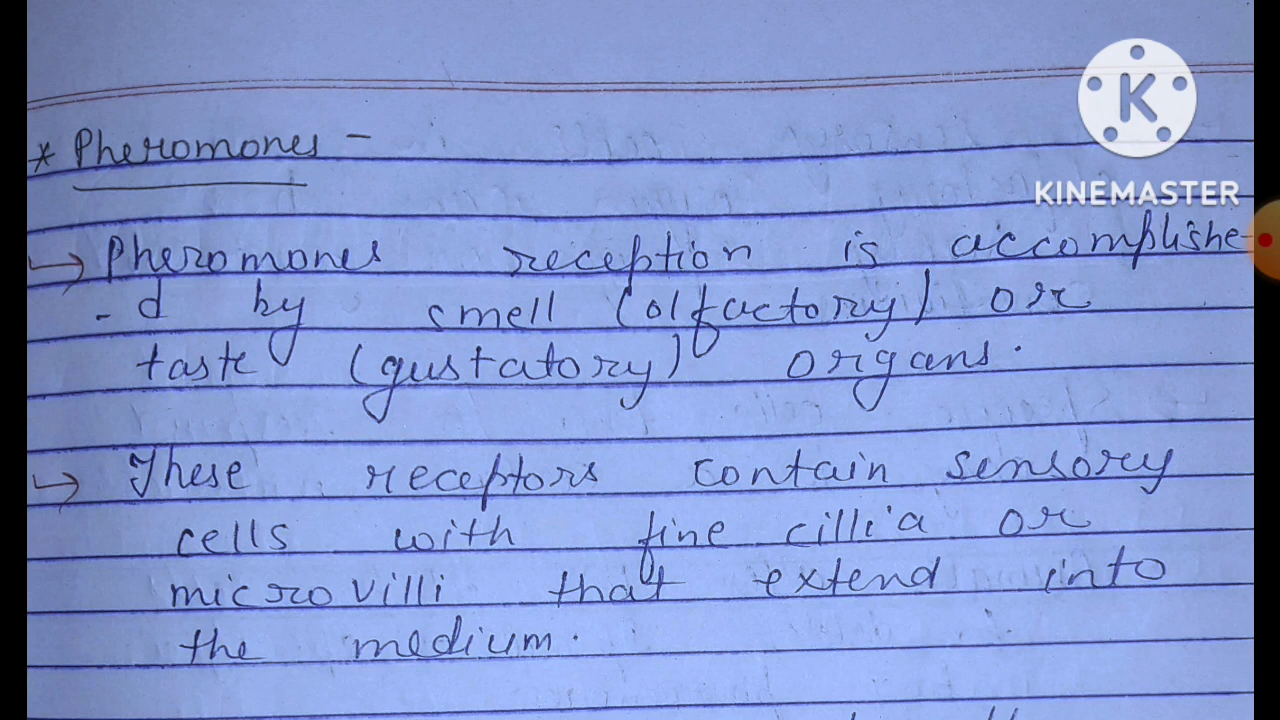 K
KINEMASTER
* Pheromones -
→ Pheromones reception is accomplishe
- d by smell (olfactory) or
taste (gustatory) organs.
→ These receptors contain sensory
cells with fine cillia or
microvilli that extend into
the medium.